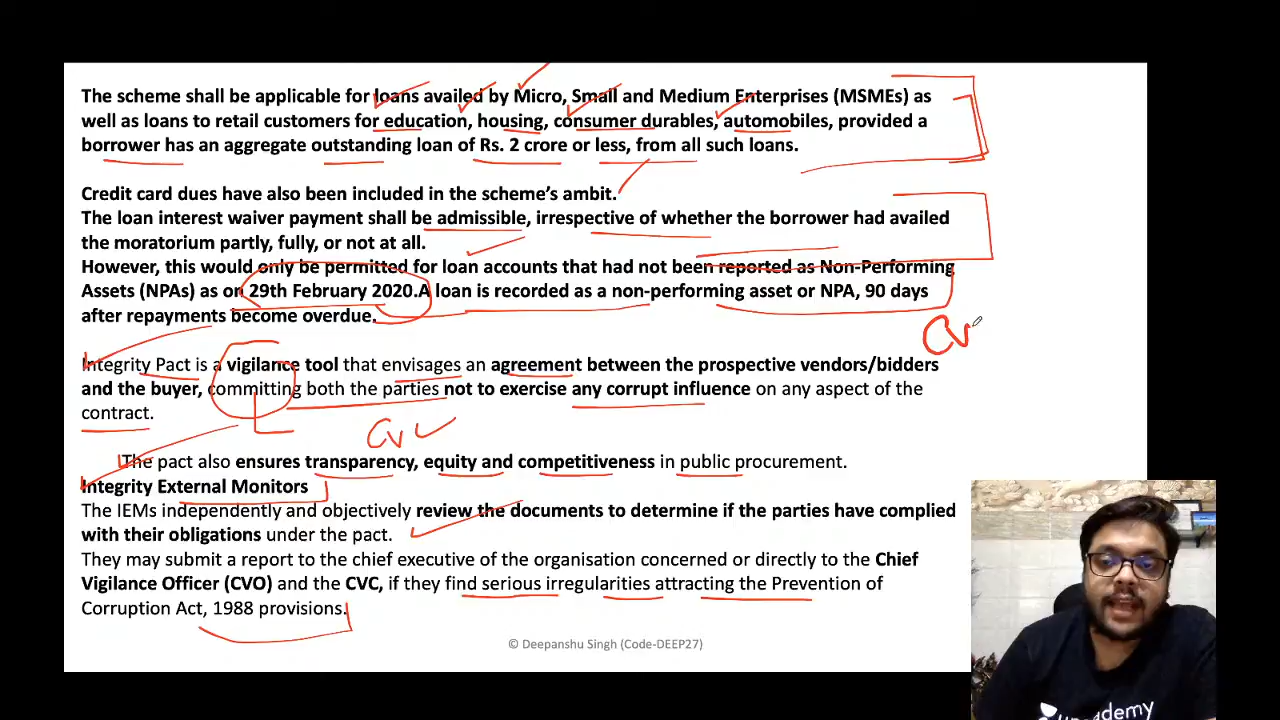 The scheme shall be applicable for loans availed by Micro, Small and Medium Enterprises (MSMEs) as
well as loans to retail customers for education, housing, consumer durables, automobiles, provided a
borrower has an aggregate outstanding loan of Rs. 2 crore or less, from all such loans.
Credit card dues have also been included in the scheme's ambit.
The loan interest waiver payment shall be admissible, irrespective of whether the borrower had availed
the moratorium partly, fully, or not at all.
However, this would only be permitted for loan accounts that had not been reported as Non-Performing
Assets (NPAs) as on 29th February 2020.A loan is recorded as a non-performing asset or NPA, 90 days
after repayments become overdue.
CV
Integrity Pact is a vigilance tool that envisages an agreement between the prospective vendors/bidders
and the buyer, committing both the parties not to exercise any corrupt influence on any aspect of the
contract.
The pact also ensures transparency, equity and competitiveness in public procurement.
Integrity External Monitors
The IEMs independently and objectively review the documents to determine if the parties have complied
with their obligations under the pact.
They may submit a report to the chief executive of the organisation concerned or directly to the Chief
Vigilance Officer (CVO) and the CVC, if they find serious irregularities attracting the Prevention of
Corruption Act, 1988 provisions.
© Deepanshu Singh (Code-DEEP27)